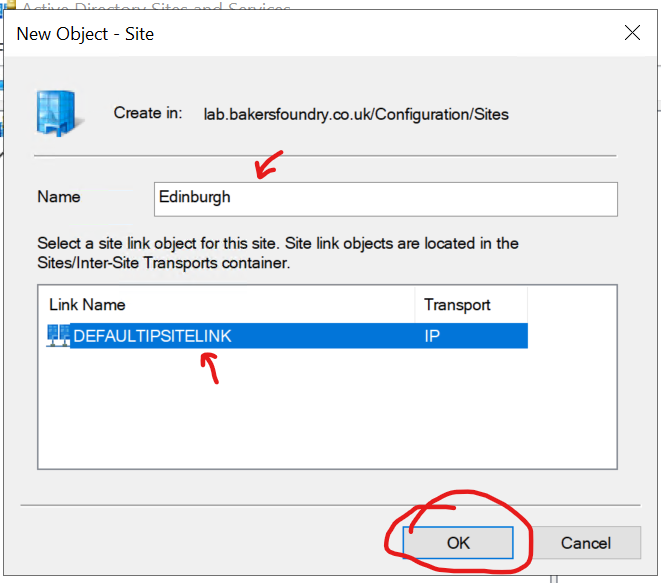 Active Directory Sites and Services
New Object - Site
Create in: lab.bakersfoundry.co.uk/Configuration/Sites
Name Edinburgh
Select a site link object for this site. Site link objects are located in the
Sites/Inter-Site Transports container.
Link Name Transport
DEFAULTIPSITELINK IP
OK Cancel